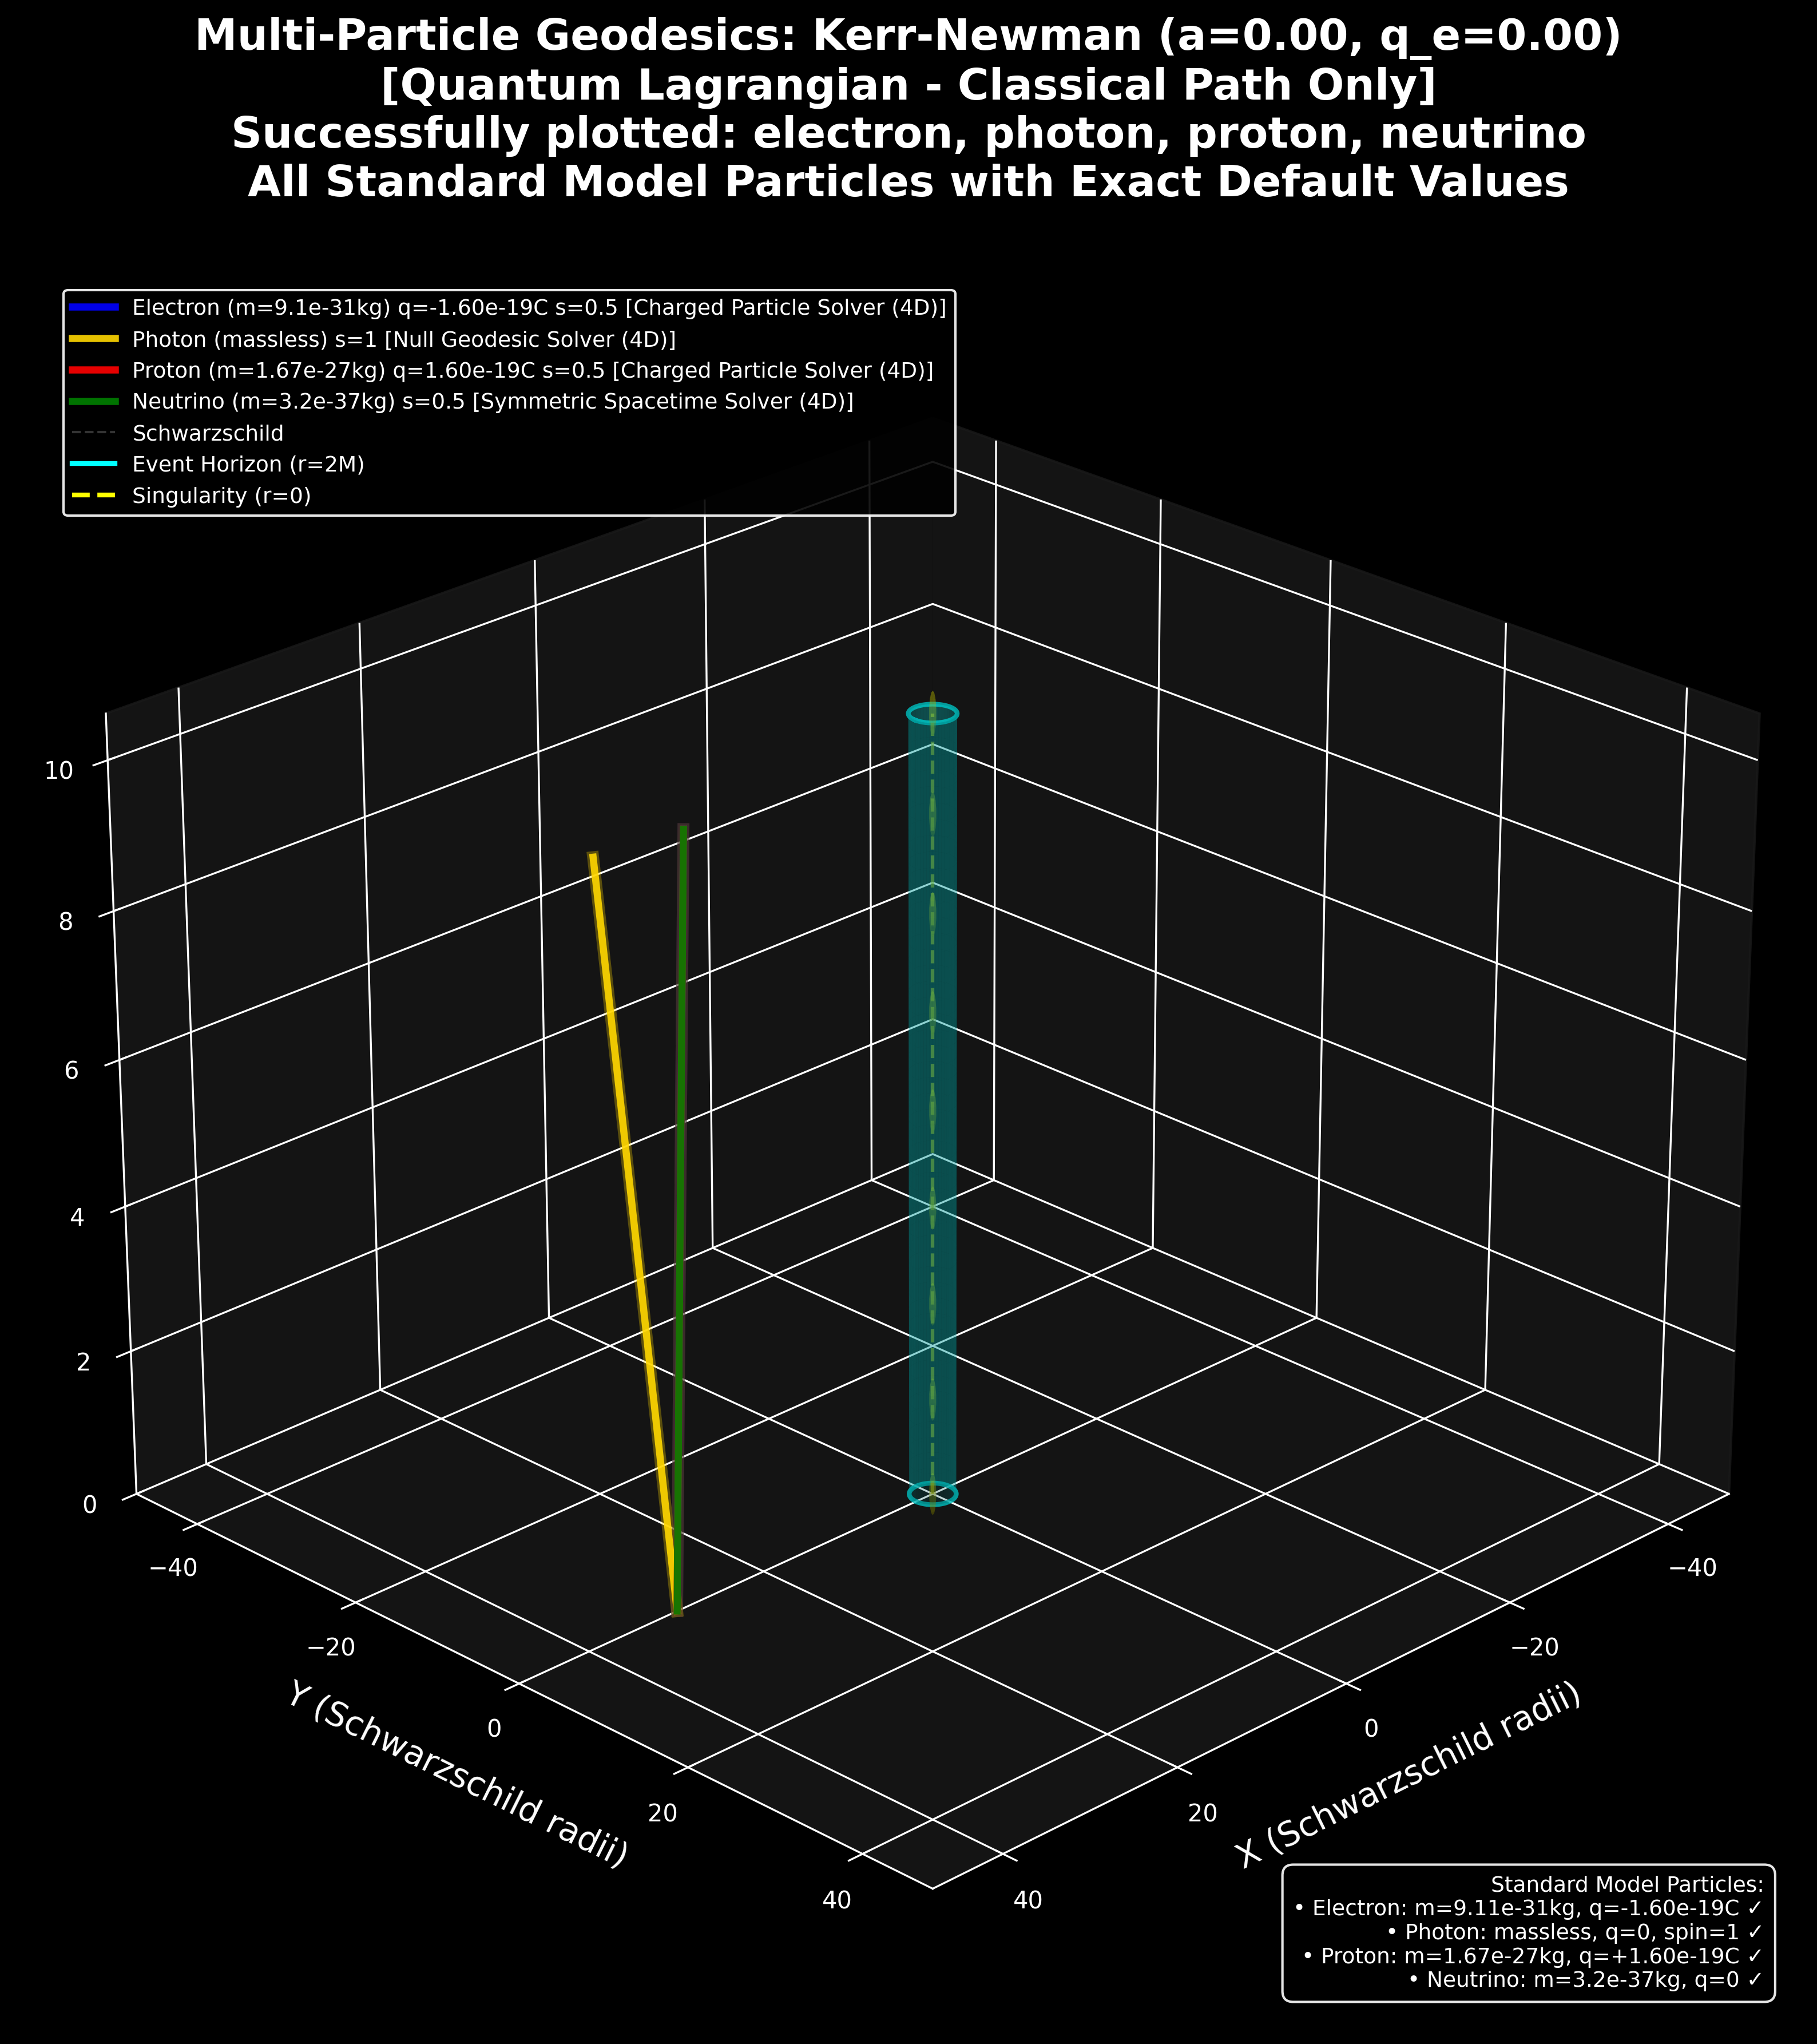 Multi-Particle Geodesics: Kerr-Newman (a=0.00, q_e=0.00)
[Quantum Lagrangian - Classical Path Only]
Successfully plotted: electron, photon, proton, neutrino
All Standard Model Particles with Exact Default Values
Electron (m=9.1e-31kg) q=-1.60e-19C s=0.5 [Charged Particle Solver (4D)]
Photon (massless) s=1 [Null Geodesic Solver (4D)]
Proton (m=1.67e-27kg) q=1.60e-19C s=0.5 [Charged Particle Solver (4D)]
Neutrino (m=3.2e-37kg) s=0.5 [Symmetric Spacetime Solver (4D)]
Schwarzschild
Event Horizon (r=2M)
Singularity (r=0)
10
8
6
4
2
0
−40
−20
0
20
40
Y (Schwarzschild radii)
−40
−20
0
20
40
X (Schwarzschild radii)
Standard Model Particles:
• Electron: m=9.11e-31kg, q=-1.60e-19C ✓
• Photon: massless, q=0, spin=1 ✓
• Proton: m=1.67e-27kg, q=+1.60e-19C ✓
• Neutrino: m=3.2e-37kg, q=0 ✓